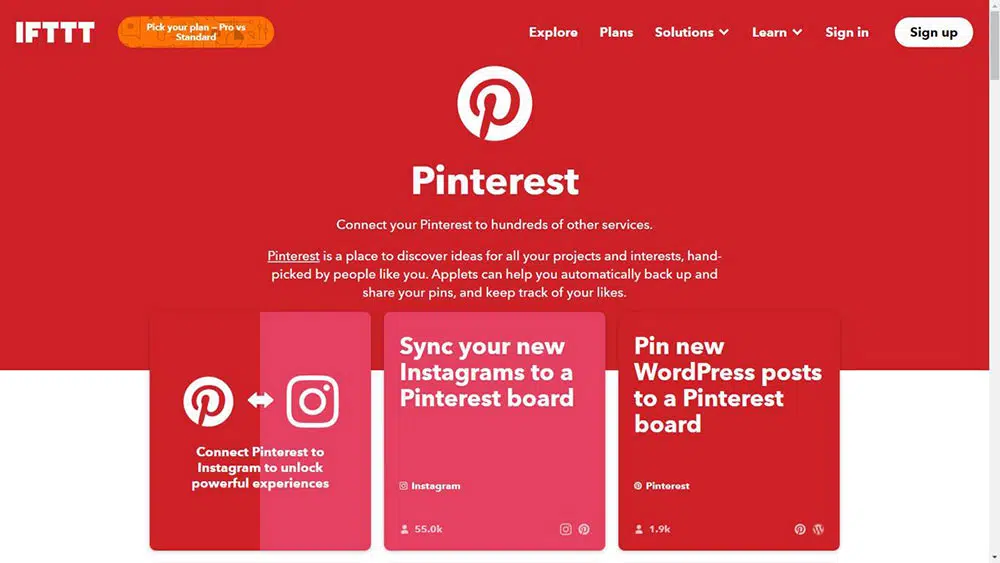 IFTTT
Pick your plan – Pro vs
Standard
Explore
Plans
Solutions
Learn
Sign in
Sign up
Pinterest
Connect your Pinterest to hundreds of other services.
Pinterest is a place to discover ideas for all your projects and interests, hand-
picked by people like you. Applets can help you automatically back up and
share your pins, and keep track of your likes.
Connect Pinterest to
Instagram to unlock
powerful experiences
Sync your new
Instagrams to a
Pinterest board
Instagram
55.0k
Pin new
WordPress posts
to a Pinterest
board
Pinterest
1.9k